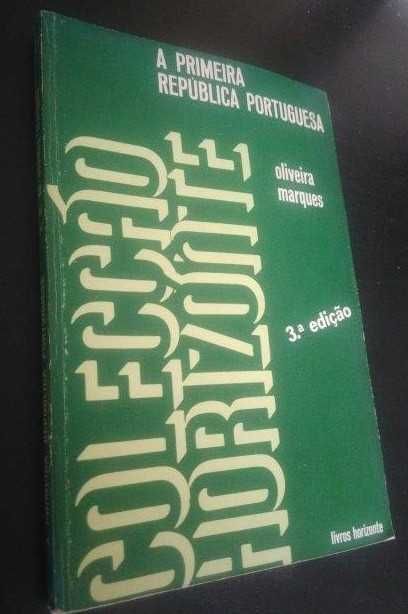 A PRIMEIRA
REPÚBLICA PORTUGUESA
oliveira
marques
3.ª edição
COLECÇÃO
HORIZONTE
livros horizonte